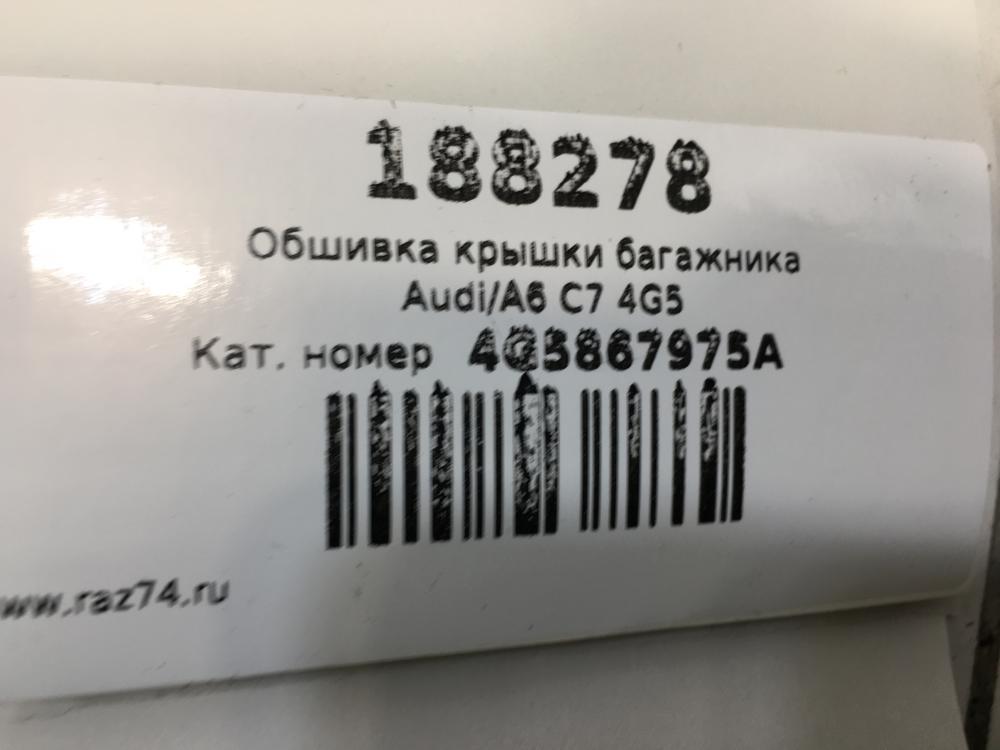 188278
Обшивка крышки багажника
Audi/A6 C7 4G5
Кат. номер 4G5867975A
www.raz74.ru